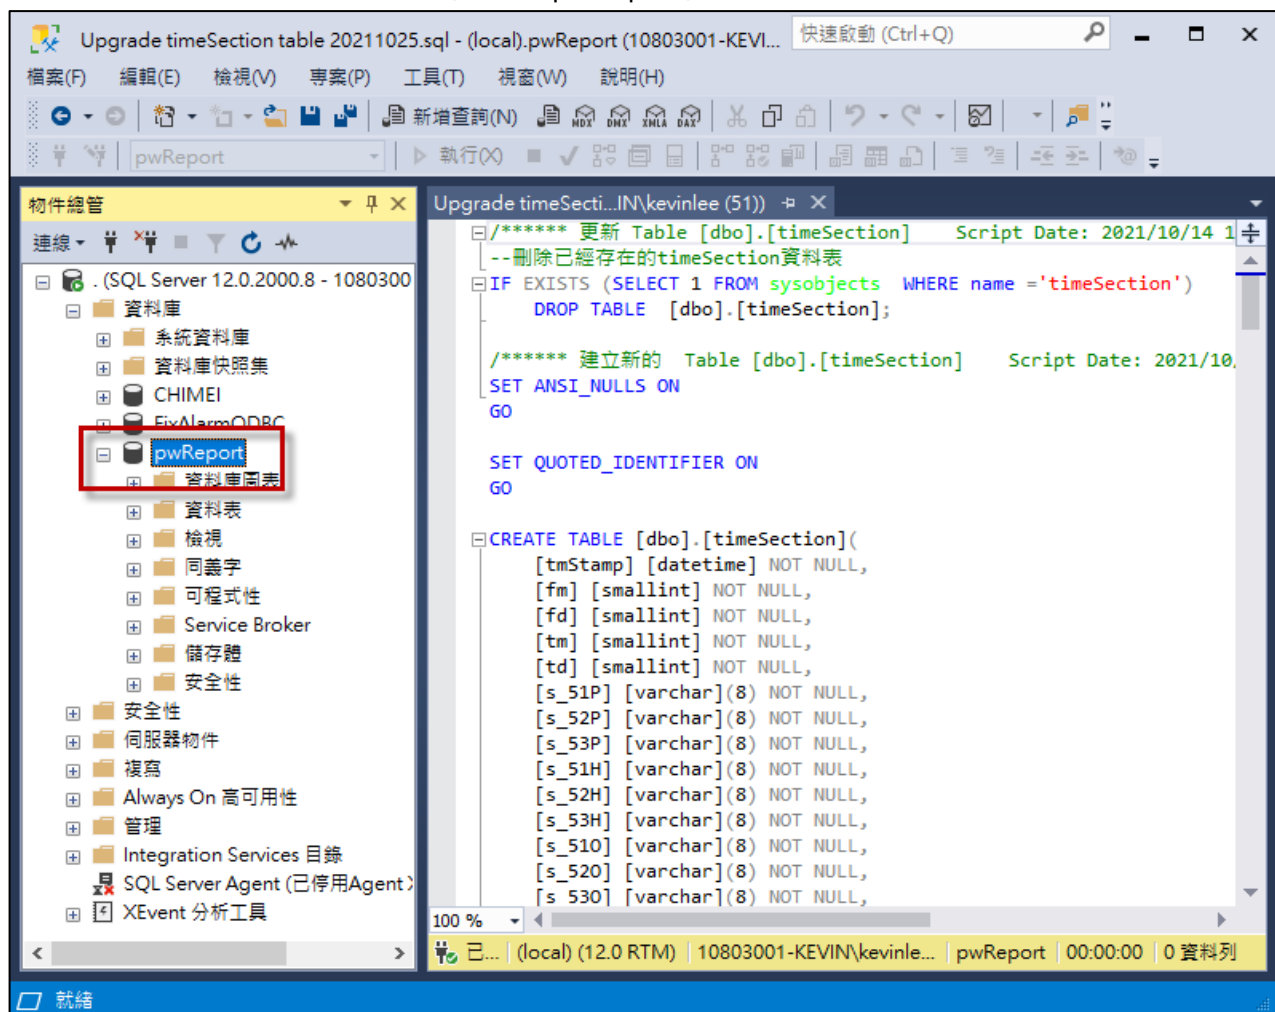 Upgrade timeSection table 20211025.sql - (local).pwReport (10803001-KEVI...
快速啟動 (Ctrl+Q)
檔案(F) 編輯(E) 檢視(V) 專案(P) 工具(T) 視窗(W) 說明(H)
新增查詢(N) MDX DMX XMLA DAX
pwReport 執行(X)
物件總管
連線
. (SQL Server 12.0.2000.8 - 1080300
資料庫
系統資料庫
資料庫快照集
CHIMEI
FixAlarmODBC
pwReport
資料庫圖表
資料表
檢視
同義字
可程式性
Service Broker
儲存體
安全性
安全性
伺服器物件
複寫
Always On 高可用性
管理
Integration Services 目錄
SQL Server Agent (已停用Agent X
XEvent 分析工具
Upgrade timeSecti...IN\kevinlee (51))
/****** 更新 Table [dbo].[timeSection] Script Date: 2021/10/14 1
--刪除已經存在的timeSection資料表
IF EXISTS (SELECT 1 FROM sysobjects WHERE name ='timeSection')
DROP TABLE [dbo].[timeSection];
/****** 建立新的 Table [dbo].[timeSection] Script Date: 2021/10/
SET ANSI_NULLS ON
GO
SET QUOTED_IDENTIFIER ON
GO
CREATE TABLE [dbo].[timeSection](
[tmStamp] [datetime] NOT NULL,
[fm] [smallint] NOT NULL,
[fd] [smallint] NOT NULL,
[tm] [smallint] NOT NULL,
[td] [smallint] NOT NULL,
[s_51P] [varchar](8) NOT NULL,
[s_52P] [varchar](8) NOT NULL,
[s_53P] [varchar](8) NOT NULL,
[s_51H] [varchar](8) NOT NULL,
[s_52H] [varchar](8) NOT NULL,
[s_53H] [varchar](8) NOT NULL,
[s_510] [varchar](8) NOT NULL,
[s_520] [varchar](8) NOT NULL,
[s_530] [varchar](8) NOT NULL,
100 %
已... (local) (12.0 RTM) 10803001-KEVIN\kevinle... pwReport 00:00:00 0 資料列
就緒